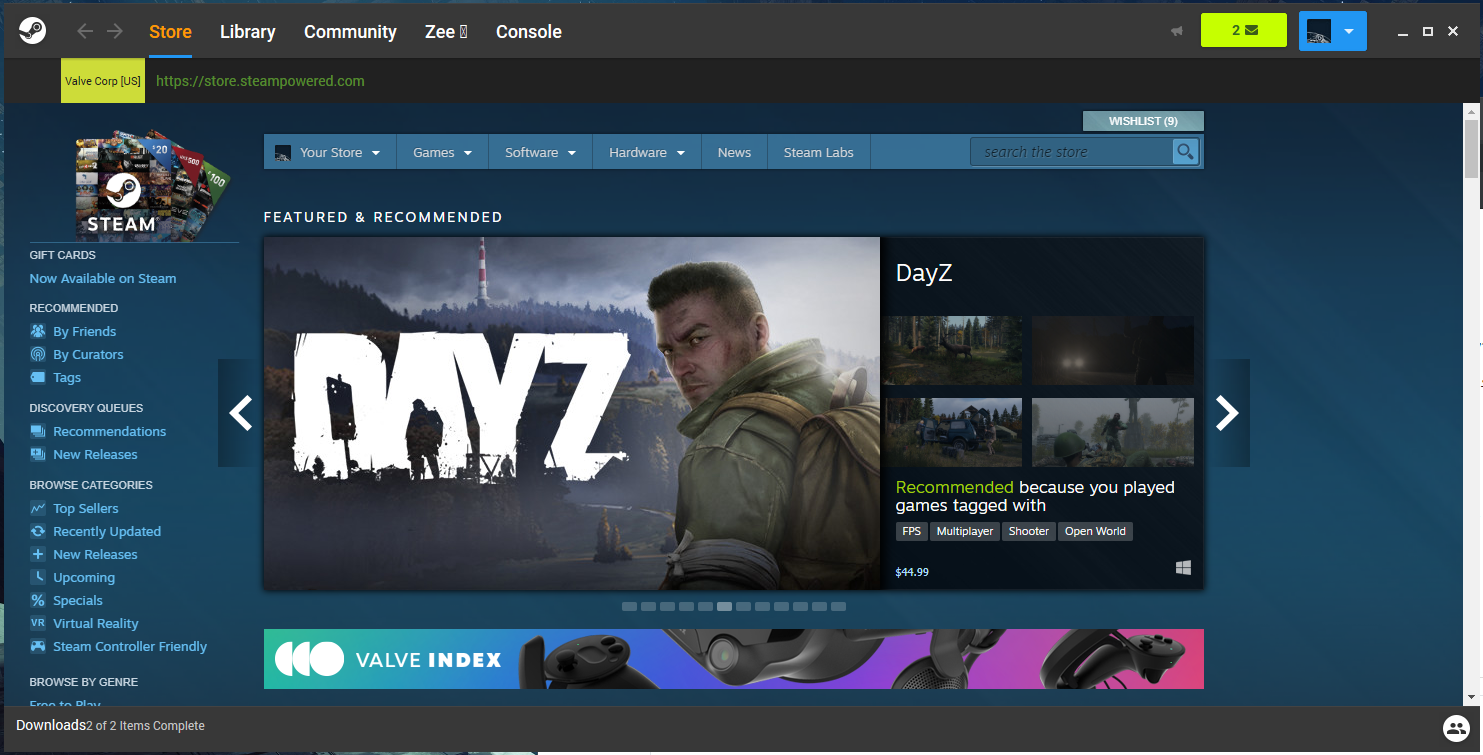 Store Library Community Zee Console
2
Valve Corp [US] https://store.steampowered.com
WISHLIST (9)
Your Store Games Software Hardware News Steam Labs search the store
$20
$100
STEAM
GIFT CARDS
Now Available on Steam
RECOMMENDED
By Friends
By Curators
Tags
DISCOVERY QUEUES
Recommendations
New Releases
BROWSE CATEGORIES
Top Sellers
Recently Updated
New Releases
Upcoming
Specials
VR Virtual Reality
Steam Controller Friendly
BROWSE BY GENRE
Free to Play
FEATURED & RECOMMENDED
DAYZ
DayZ
Recommended because you played
games tagged with
FPS Multiplayer Shooter Open World
$44.99
VALVE INDEX
Downloads 2 of 2 Items Complete